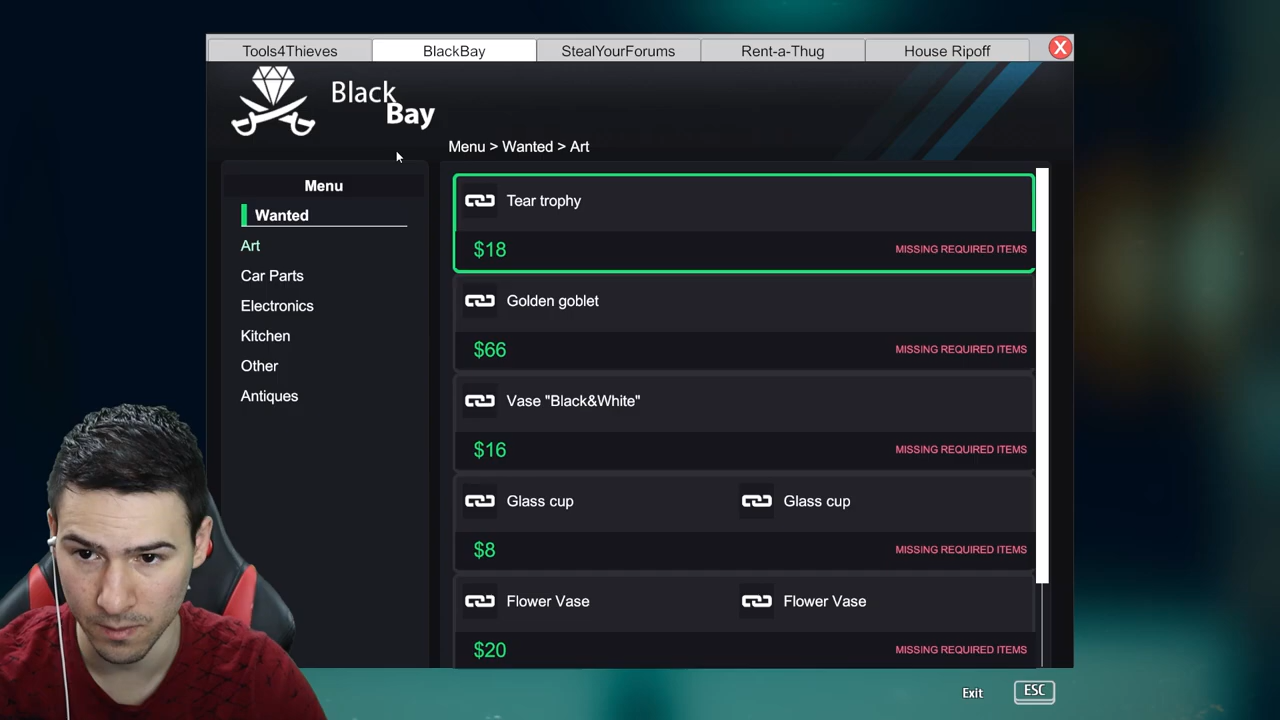 Tools4Thieves BlackBay StealYourForums Rent-a-Thug House Ripoff X
Black
Bay
Menu > Wanted > Art
Menu
Wanted
Art
Car Parts
Electronics
Kitchen
Other
Antiques
Tear trophy
$18 MISSING REQUIRED ITEMS
Golden goblet
$66 MISSING REQUIRED ITEMS
Vase "Black&White"
$16 MISSING REQUIRED ITEMS
Glass cup Glass cup
$8 MISSING REQUIRED ITEMS
Flower Vase Flower Vase
$20 MISSING REQUIRED ITEMS
Exit ESC